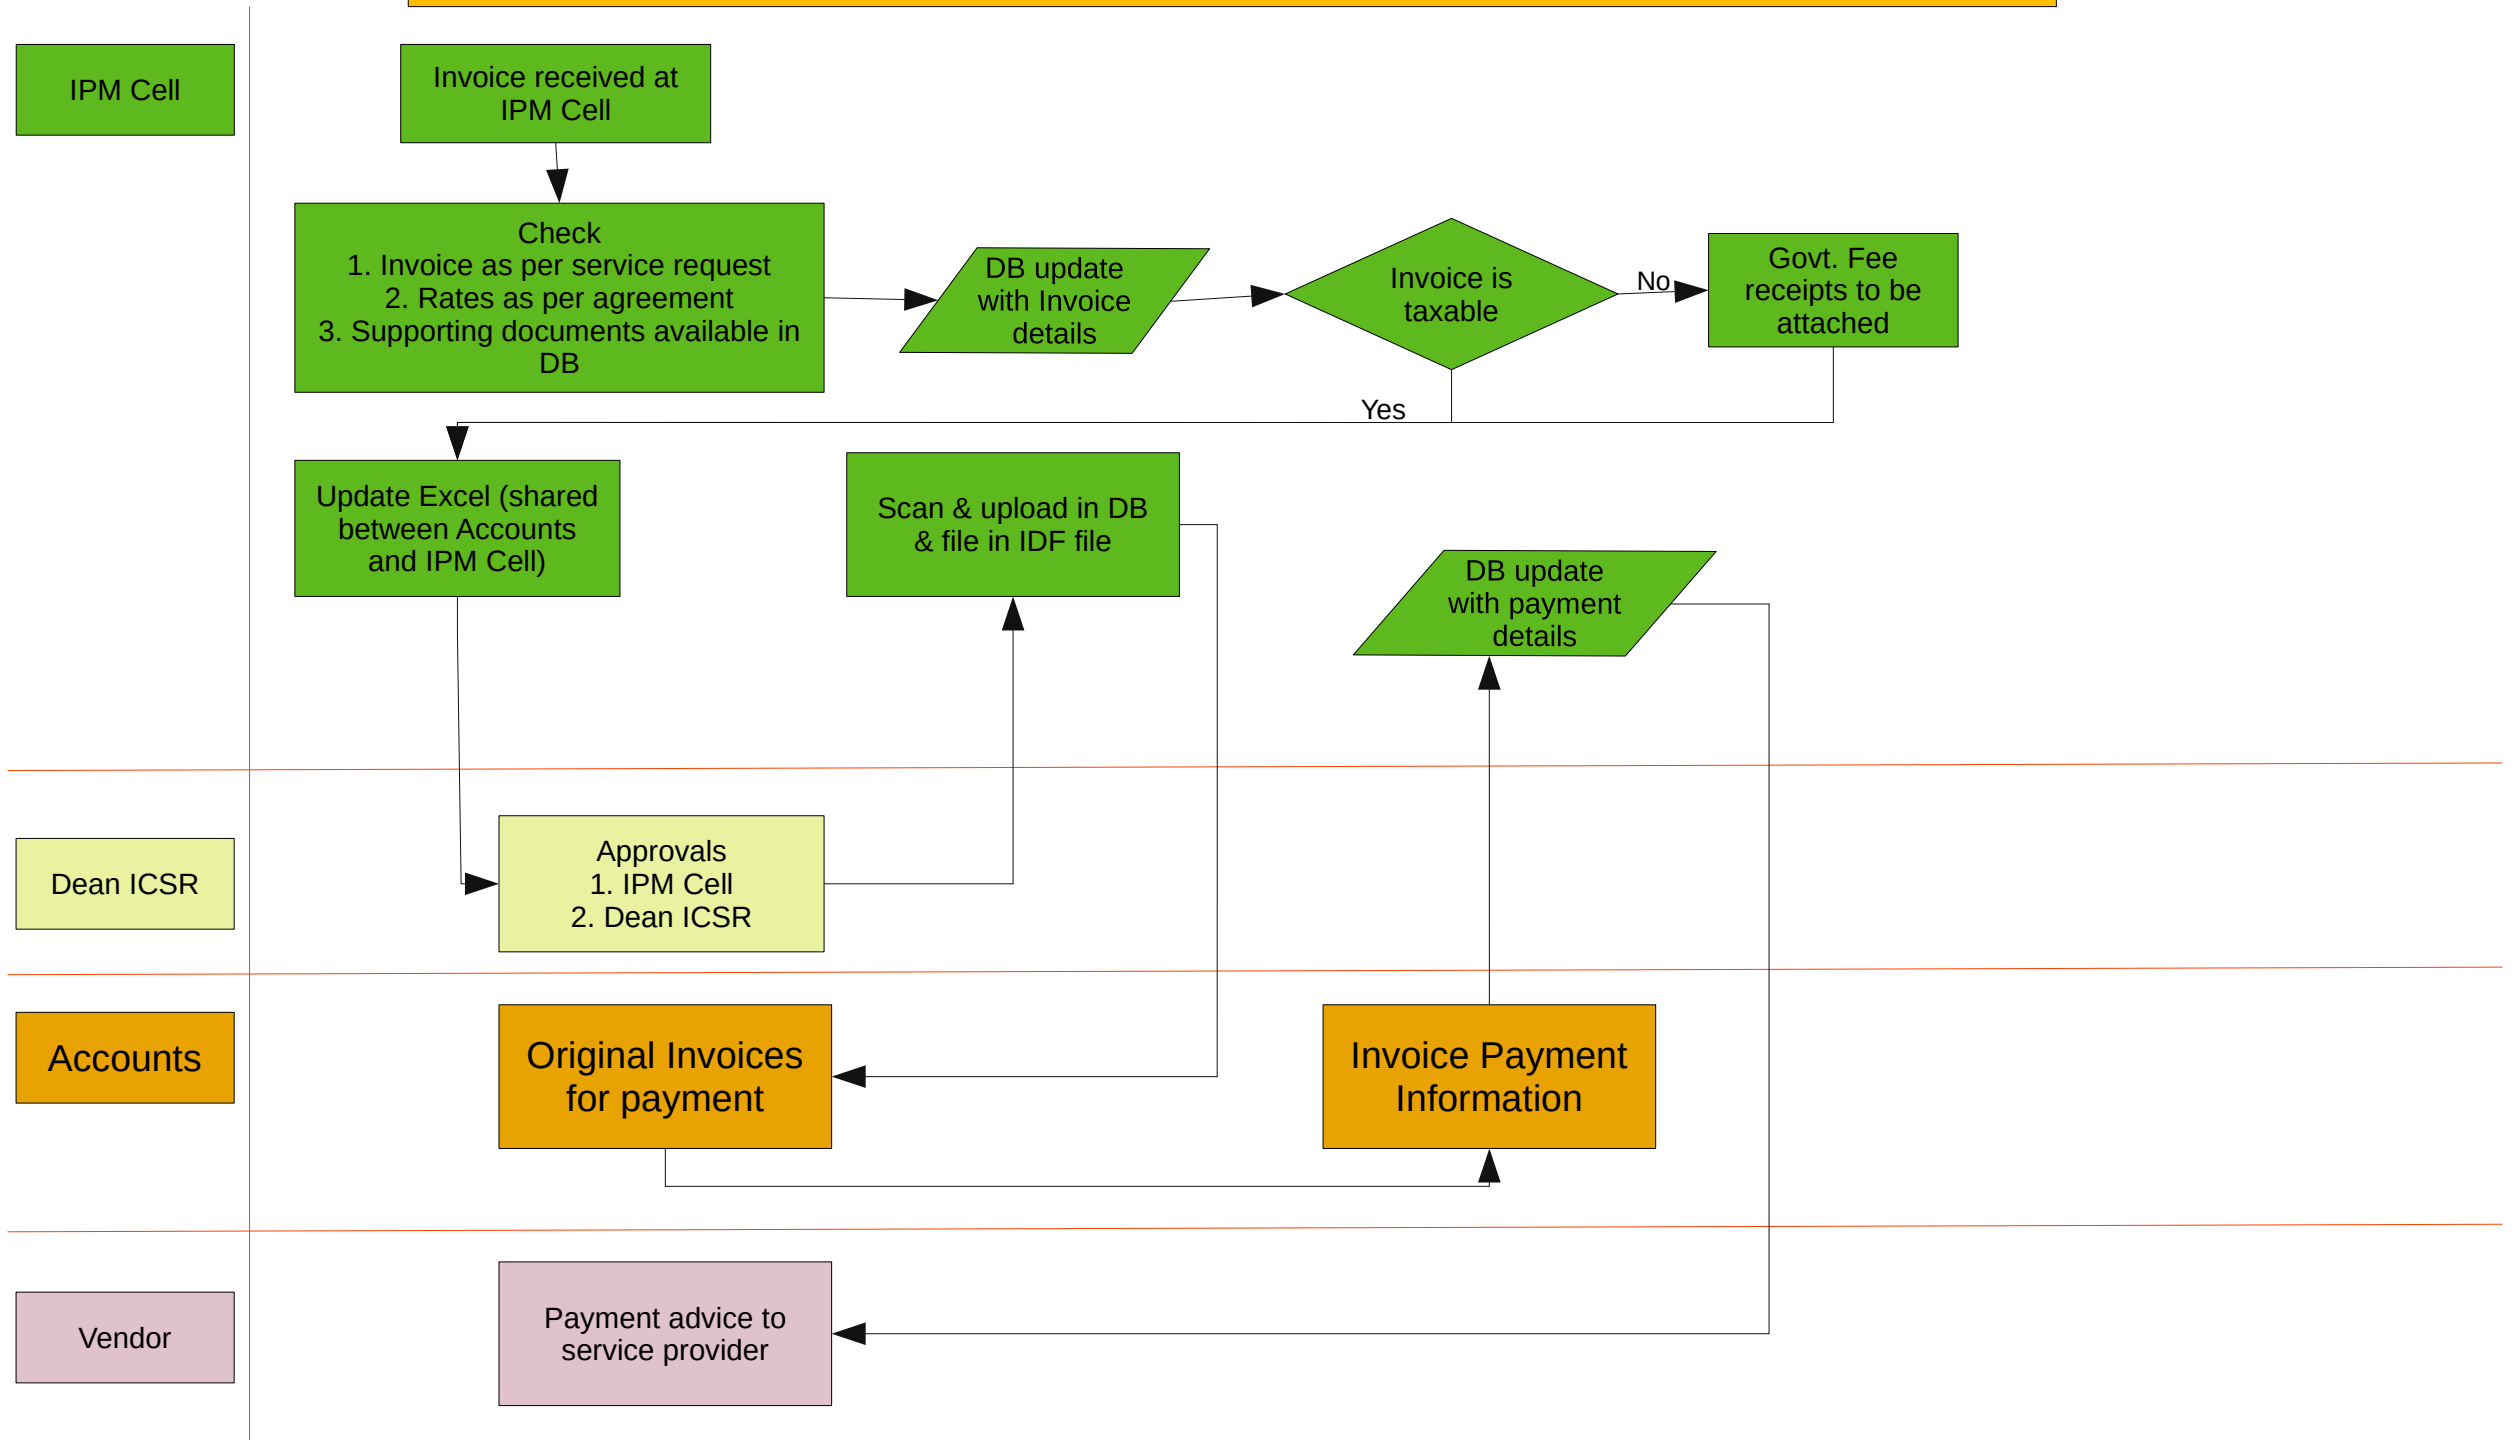 IPM Cell
Invoice received at
IPM Cell
Check
1. Invoice as per service request
2. Rates as per agreement
3. Supporting documents available in
DB
DB update
with Invoice
details
Invoice is
taxable
No
Govt. Fee
receipts to be
attached
Yes
Update Excel (shared
between Accounts
and IPM Cell)
Scan & upload in DB
& file in IDF file
DB update
with payment
details
Dean ICSR
Approvals
1. IPM Cell
2. Dean ICSR
Accounts
Original Invoices
for payment
Invoice Payment
Information
Vendor
Payment advice to
service provider